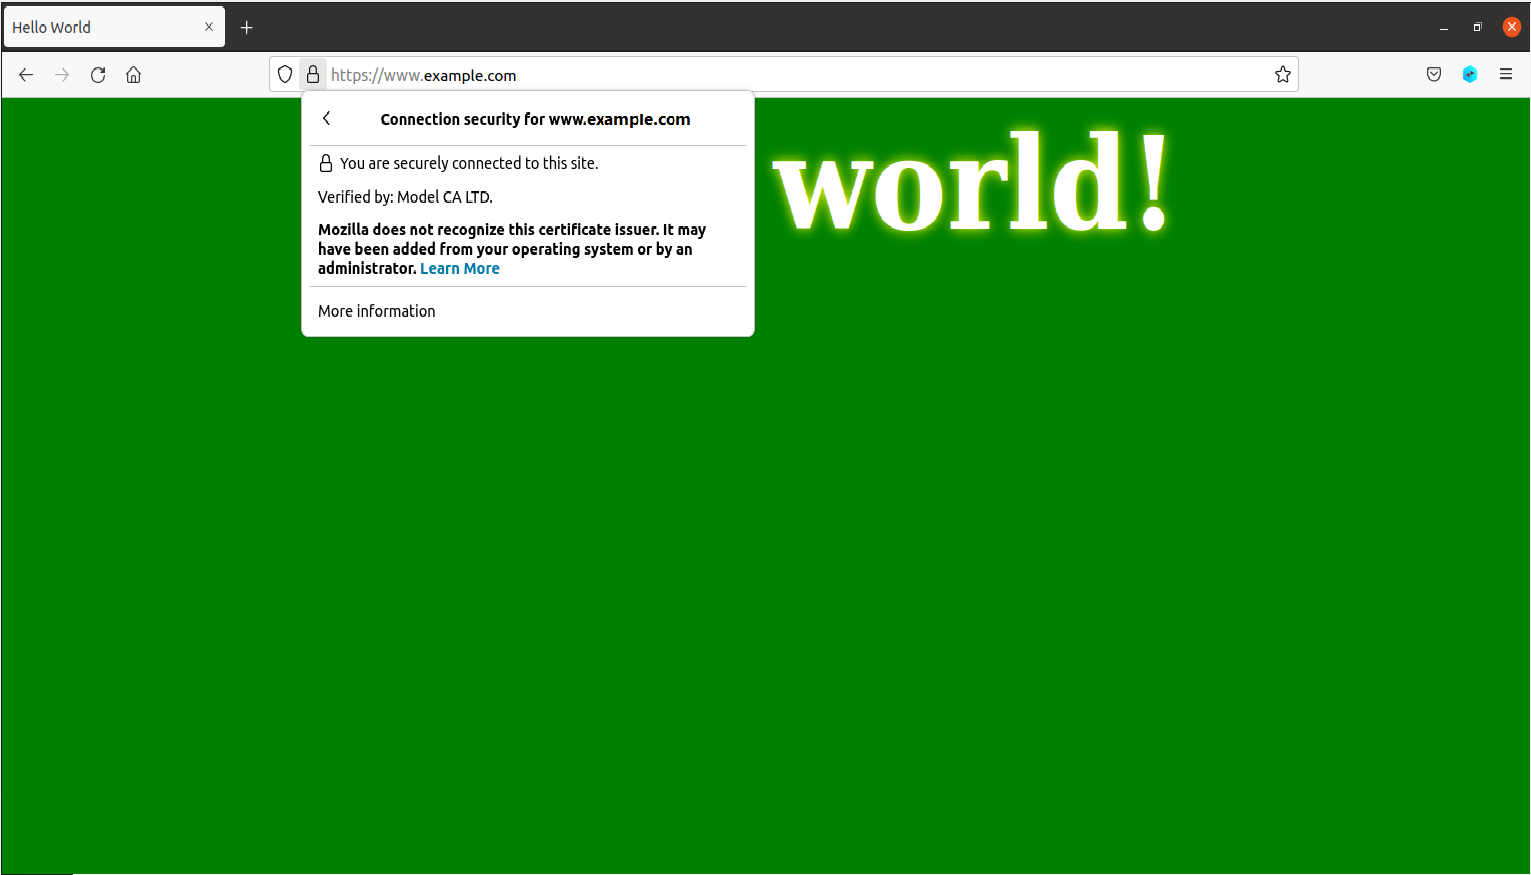 Hello World
https://www.example.com
Connection security for www.example.com
world!
You are securely connected to this site.
Verified by: Model CA LTD.
Mozilla does not recognize this certificate issuer. It may
have been added from your operating system or by an
administrator. Learn More
More information